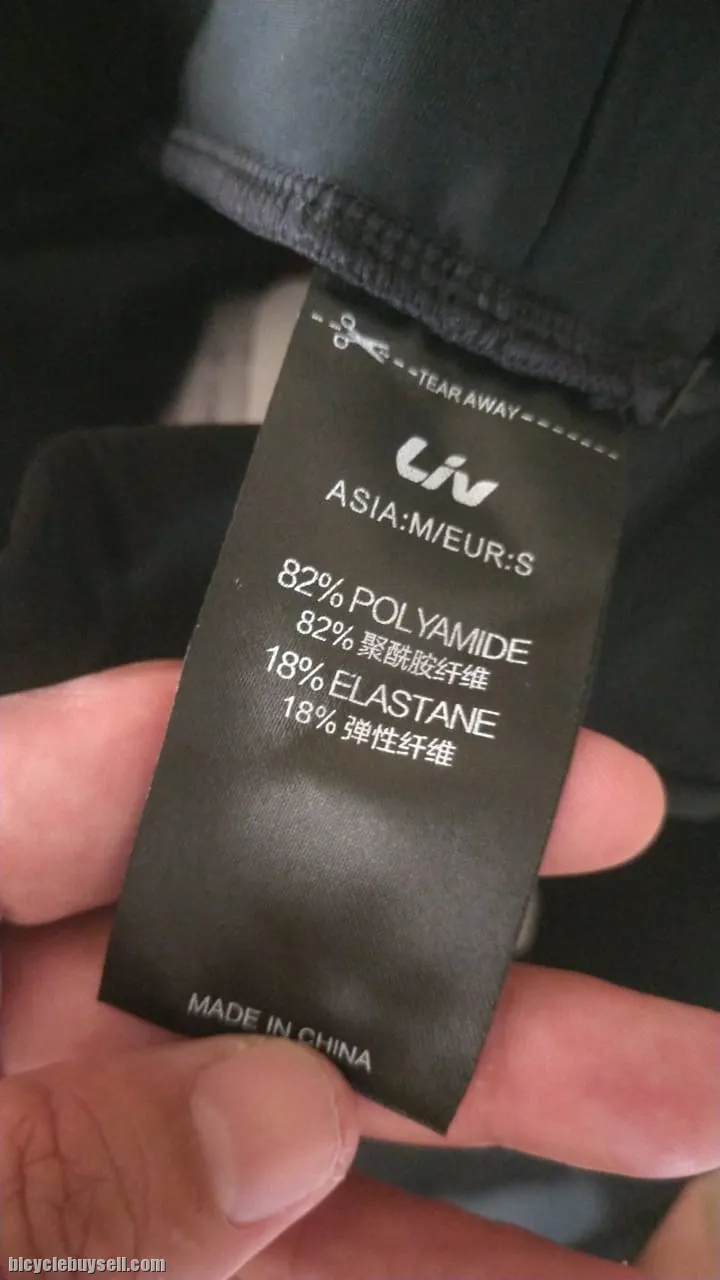 TEAR AWAY
Liv
ASIA:M/EUR:S
82% POLYAMIDE
82% 聚酰胺纤维
18% ELASTANE
18% 弹性纤维
MADE IN CHINA
bicyclebuysell.com